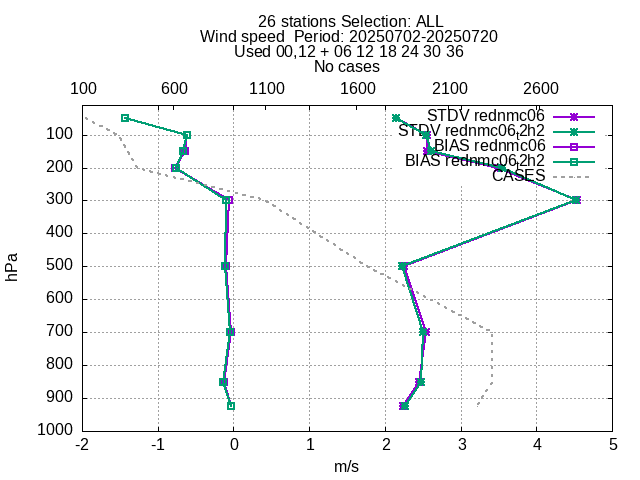 26 stations Selection: ALL
Wind speed  Period: 20250702-20250720
Used 00,12 + 06 12 18 24 30 36
No cases
100 600 1100 1600 2100 2600
STDV rednmc06
STDV rednmc06,2h2
BIAS rednmc06
BIAS rednmc06,2h2
CASES
100
200
300
400
500
600
700
800
900
1000
hPa
-2 -1 0 1 2 3 4 5
m/s